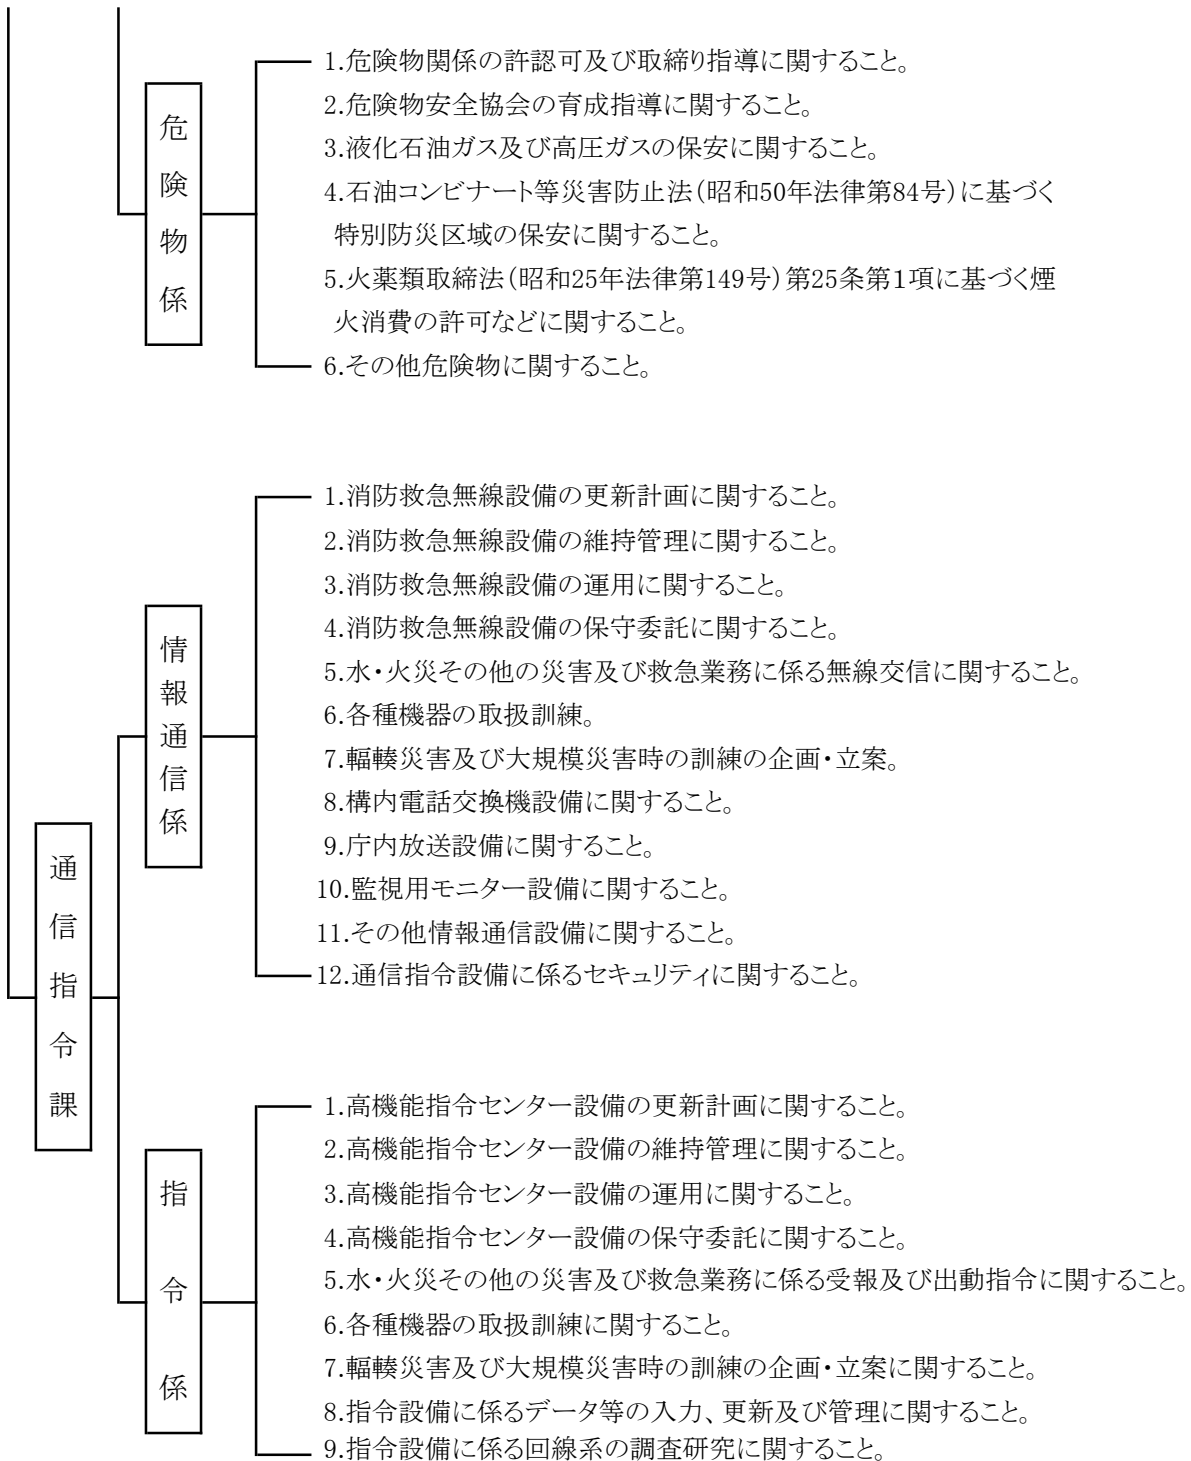 危険物係
1.危険物関係の許認可及び取締り指導に関すること。
2.危険物安全協会の育成指導に関すること。
3.液化石油ガス及び高圧ガスの保安に関すること。
4.石油コンビナート等災害防止法(昭和50年法律第84号)に基づく
特別防災区域の保安に関すること。
5.火薬類取締法(昭和25年法律第149号)第25条第1項に基づく煙
火消費の許可などに関すること。
6.その他危険物に関すること。
通信指令課
情報通信係
1.消防救急無線設備の更新計画に関すること。
2.消防救急無線設備の維持管理に関すること。
3.消防救急無線設備の運用に関すること。
4.消防救急無線設備の保守委託に関すること。
5.水・火災その他の災害及び救急業務に係る無線交信に関すること。
6.各種機器の取扱訓練。
7.輻輳災害及び大規模災害時の訓練の企画・立案。
8.構内電話交換機設備に関すること。
9.庁内放送設備に関すること。
10.監視用モニター設備に関すること。
11.その他情報通信設備に関すること。
12.通信指令設備に係るセキュリティに関すること。
指令係
1.高機能指令センター設備の更新計画に関すること。
2.高機能指令センター設備の維持管理に関すること。
3.高機能指令センター設備の運用に関すること。
4.高機能指令センター設備の保守委託に関すること。
5.水・火災その他の災害及び救急業務に係る受報及び出動指令に関すること。
6.各種機器の取扱訓練に関すること。
7.輻輳災害及び大規模災害時の訓練の企画・立案に関すること。
8.指令設備に係るデータ等の入力、更新及び管理に関すること。
9.指令設備に係る回線系の調査研究に関すること。